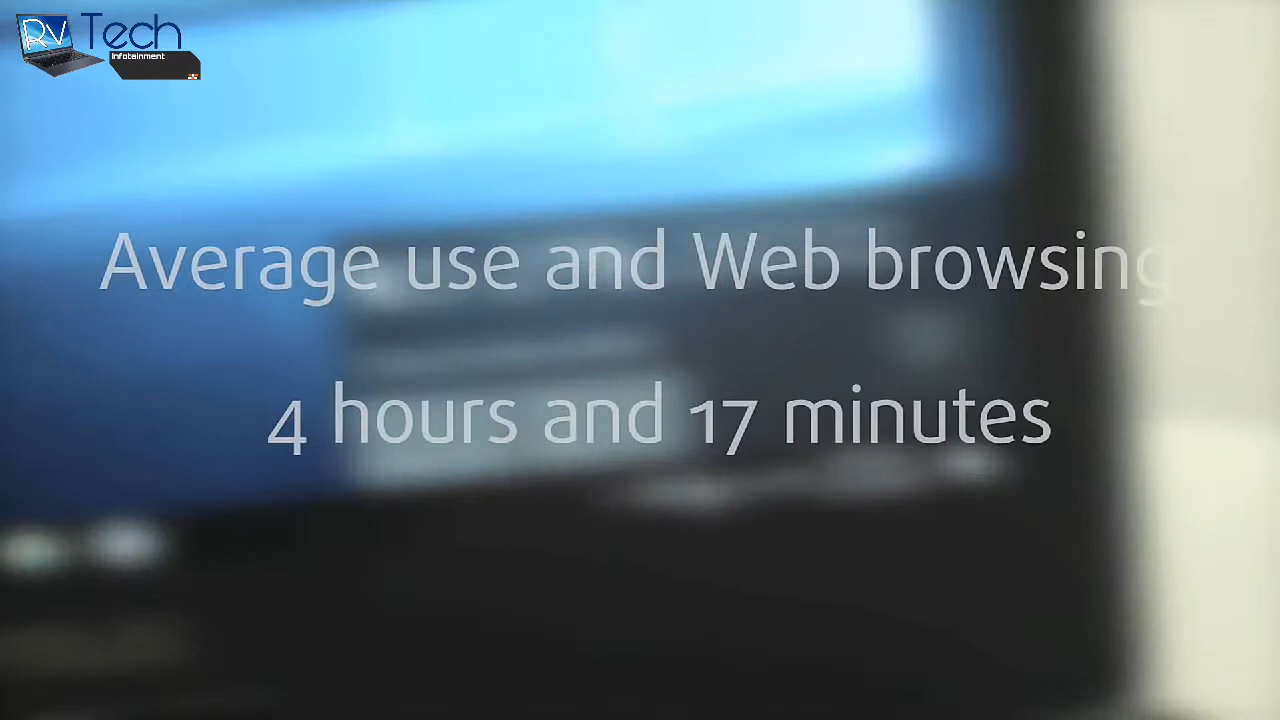 RV Tech
Infotainment
Average use and Web browsing
4 hours and 17 minutes